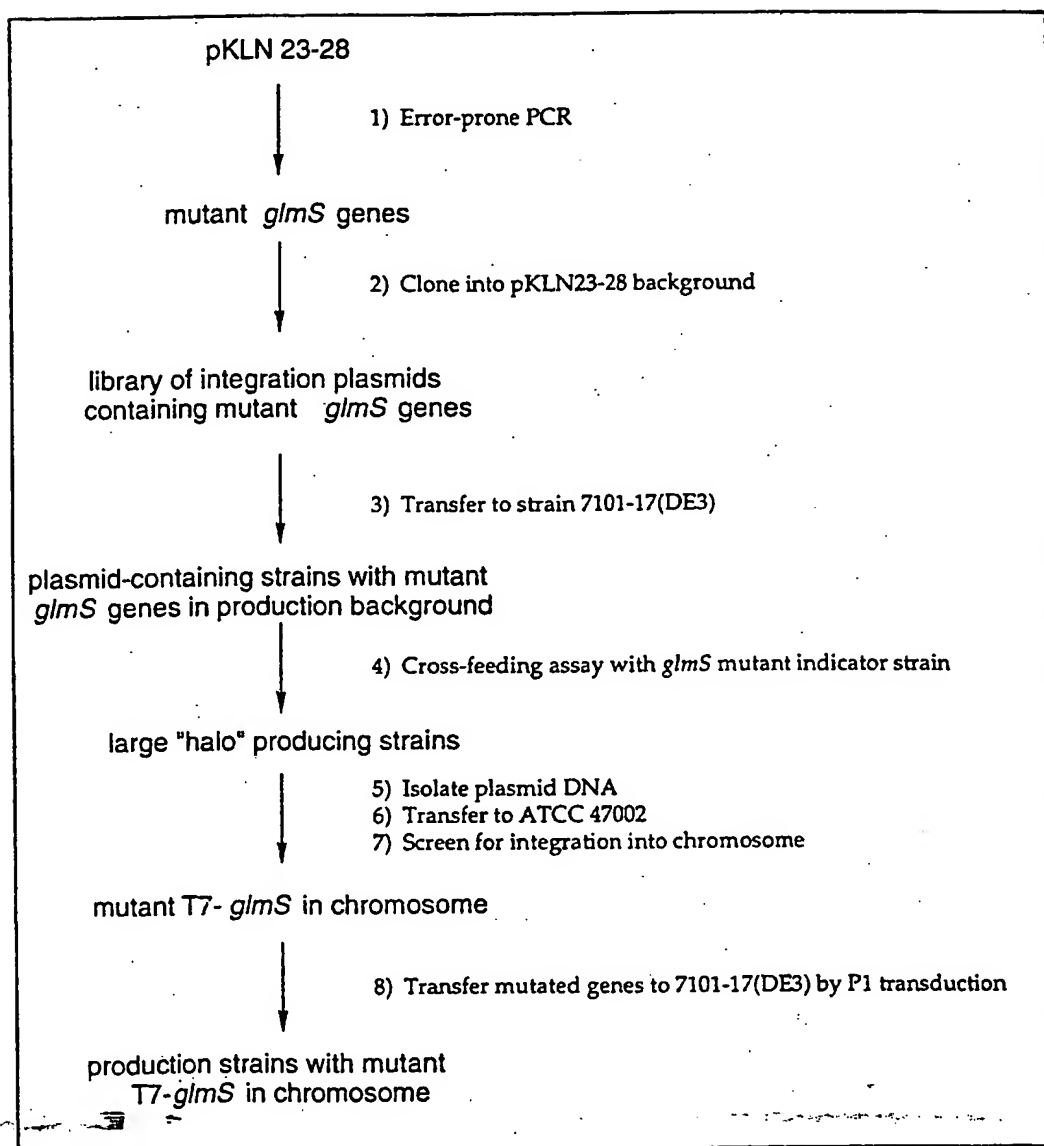 pKLN 23-28
1) Error-prone PCR
mutant glmS genes
2) Clone into pKLN23-28 background
library of integration plasmids
containing mutant glmS genes
3) Transfer to strain 7101-17(DE3)
plasmid-containing strains with mutant
glmS genes in production background
4) Cross-feeding assay with glmS mutant indicator strain
large "halo" producing strains
5) Isolate plasmid DNA
6) Transfer to ATCC 47002
7) Screen for integration into chromosome
mutant T7- glmS in chromosome
8) Transfer mutated genes to 7101-17(DE3) by P1 transduction
production strains with mutant
T7-glmS in chromosome